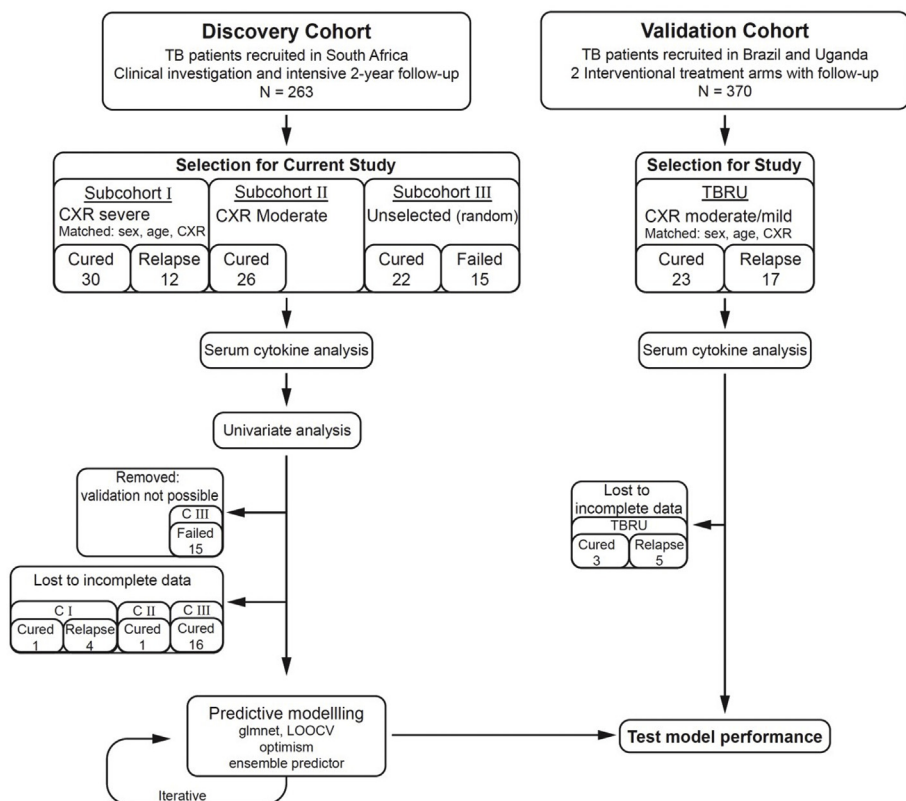 Discovery Cohort
TB patients recruited in South Africa
Clinical investigation and intensive 2-year follow-up
N = 263
Selection for Current Study
Subcohort I
CXR severe
Matched: sex, age, CXR
Cured
30
Relapse
12
Subcohort II
CXR Moderate
Cured
26
Subcohort III
Unselected (random)
Cured
22
Failed
15
Serum cytokine analysis
Univariate analysis
Removed:
validation not possible
C III
Failed
15
Lost to incomplete data
C I
Cured
1
Relapse
4
C II
Cured
1
C III
Cured
16
Predictive modellling
glmnet, LOOCV
optimism
ensemble predictor
Iterative
Validation Cohort
TB patients recruited in Brazil and Uganda
2 Interventional treatment arms with follow-up
N = 370
Selection for Study
TBRU
CXR moderate/mild
Matched: sex, age, CXR
Cured
23
Relapse
17
Serum cytokine analysis
Lost to
incomplete data
TBRU
Cured
3
Relapse
5
Test model performance